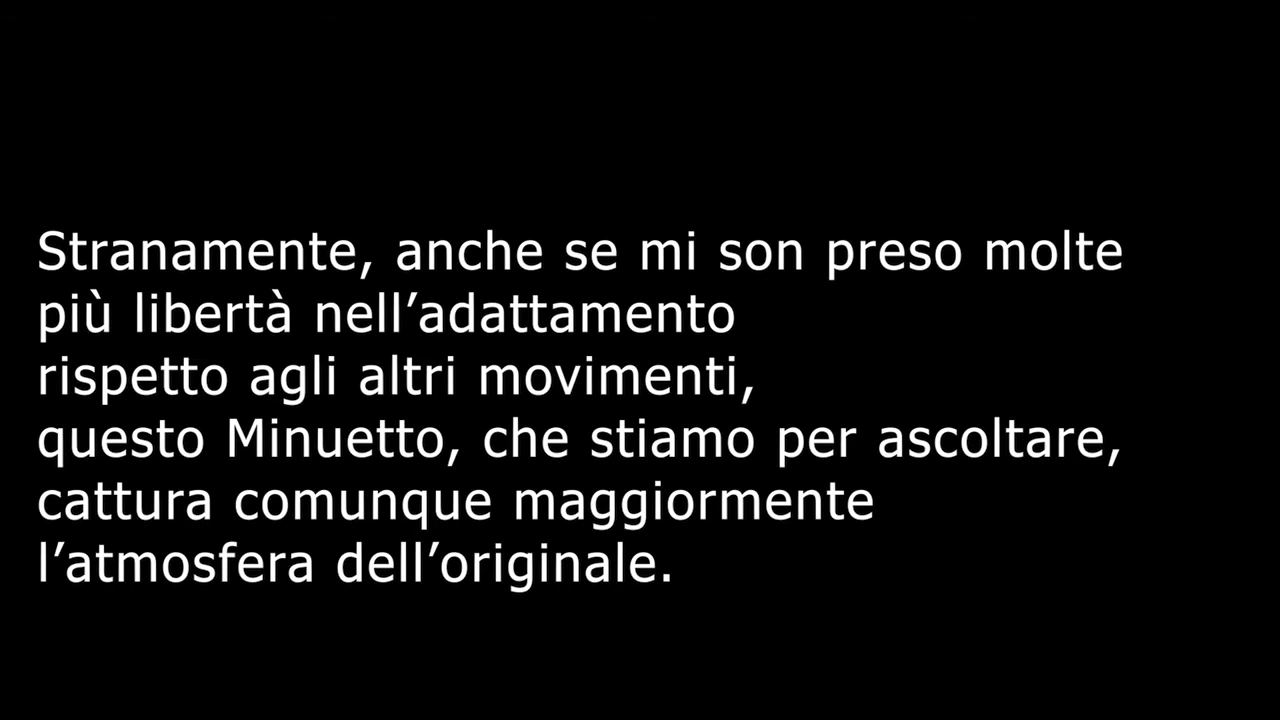 Stranamente, anche se mi son preso molte
più libertà nell’adattamento
rispetto agli altri movimenti,
questo Minuetto, che stiamo per ascoltare,
cattura comunque maggiormente
l’atmosfera dell’originale.